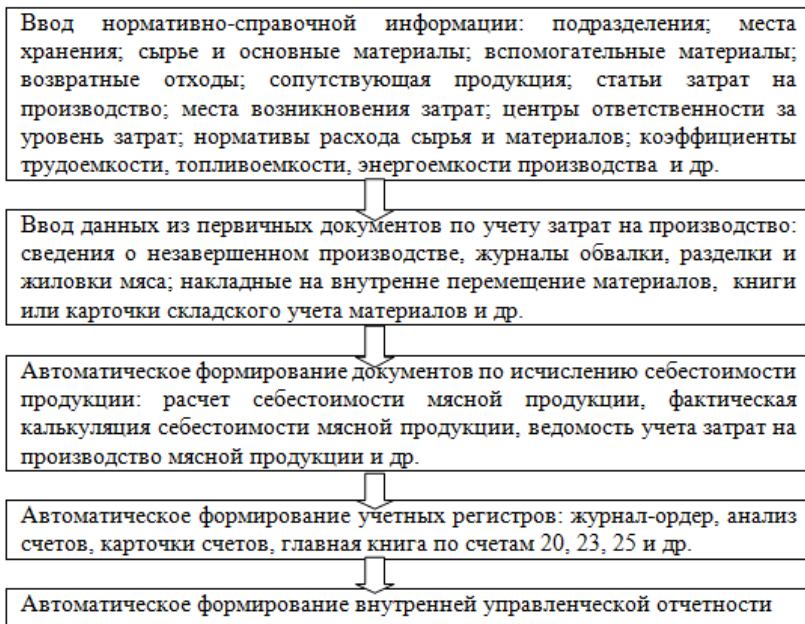 Ввод нормативно-справочной информации: подразделения; места
хранения; сырье и основные материалы; вспомогательные материалы;
возвратные отходы; сопутствующая продукция; статьи затрат на
производство; места возникновения затрат; центры ответственности за
уровень затрат; нормативы расхода сырья и материалов; коэффициенты
трудоемкости, топливоемкости, энергоемкости производства и др.
Ввод данных из первичных документов по учету затрат на производство:
сведения о незавершенном производстве, журналы обвалки, разделки и
жиловки мяса; накладные на внутренне перемещение материалов, книги
или карточки складского учета материалов и др.
Автоматическое формирование документов по исчислению себестоимости
продукции: расчет себестоимости мясной продукции, фактическая
калькуляция себестоимости мясной продукции, ведомость учета затрат на
производство мясной продукции и др.
Автоматическое формирование учетных регистров: журнал-ордер, анализ
счетов, карточки счетов, главная книга по счетам 20, 23, 25 и др.
Автоматическое формирование внутренней управленческой отчетности